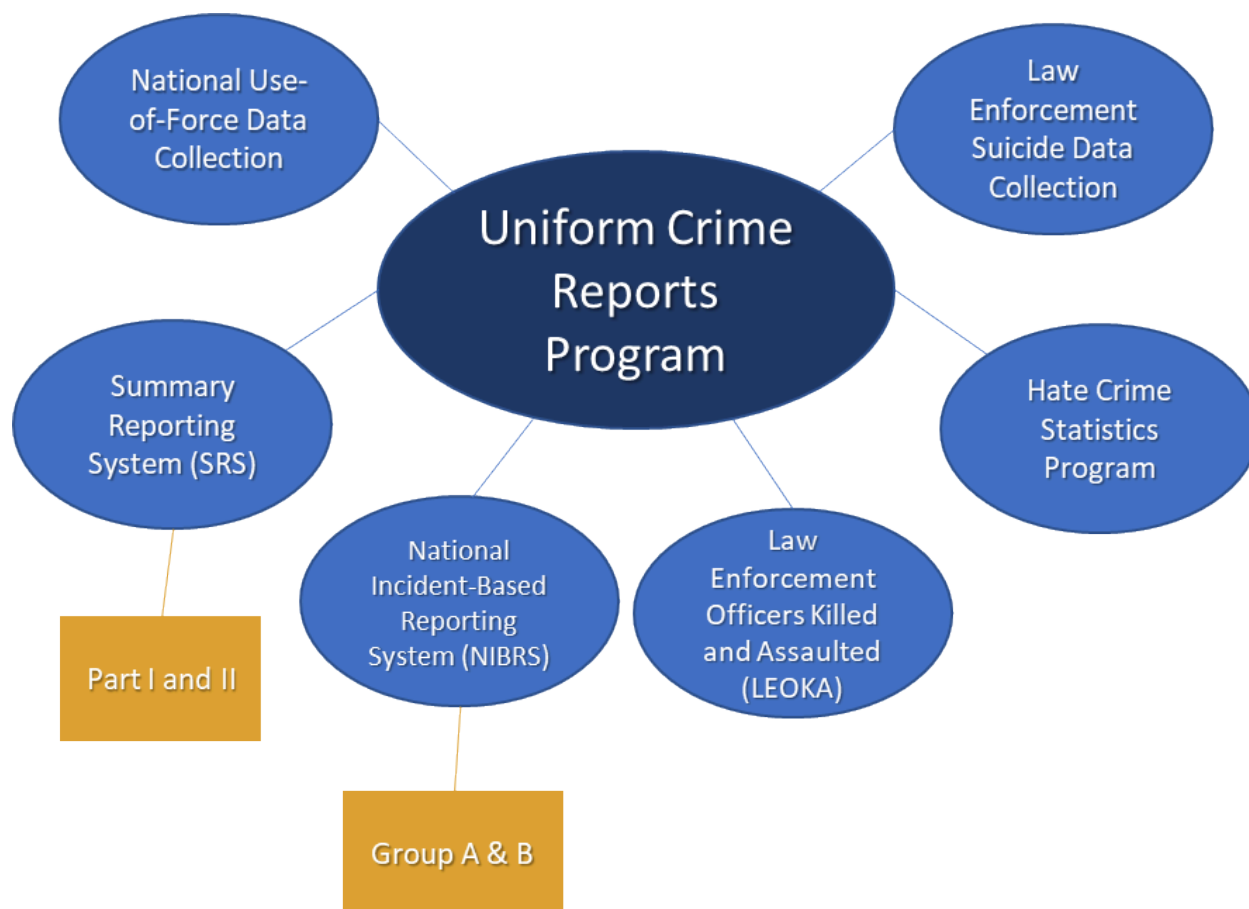 National Use-
of-Force Data
Collection
Law
Enforcement
Suicide Data
Collection
Uniform Crime
Reports
Program
Summary
Reporting
System (SRS)
Hate Crime
Statistics
Program
National
Incident-Based
Reporting
System (NIBRS)
Law
Enforcement
Officers Killed
and Assaulted
(LEOKA)
Part I and II
Group A & B